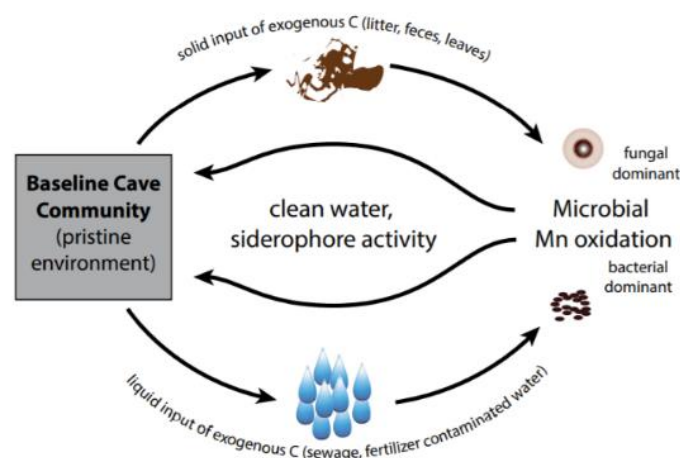 solid input of exogenous C (litter, feces, leaves)
Baseline Cave
Community
(pristine
environment)
clean water,
siderophore activity
fungal
dominant
Microbial
Mn oxidation
bacterial
dominant
liquid input of exogenous C (sewage, fertilizer contaminated water)